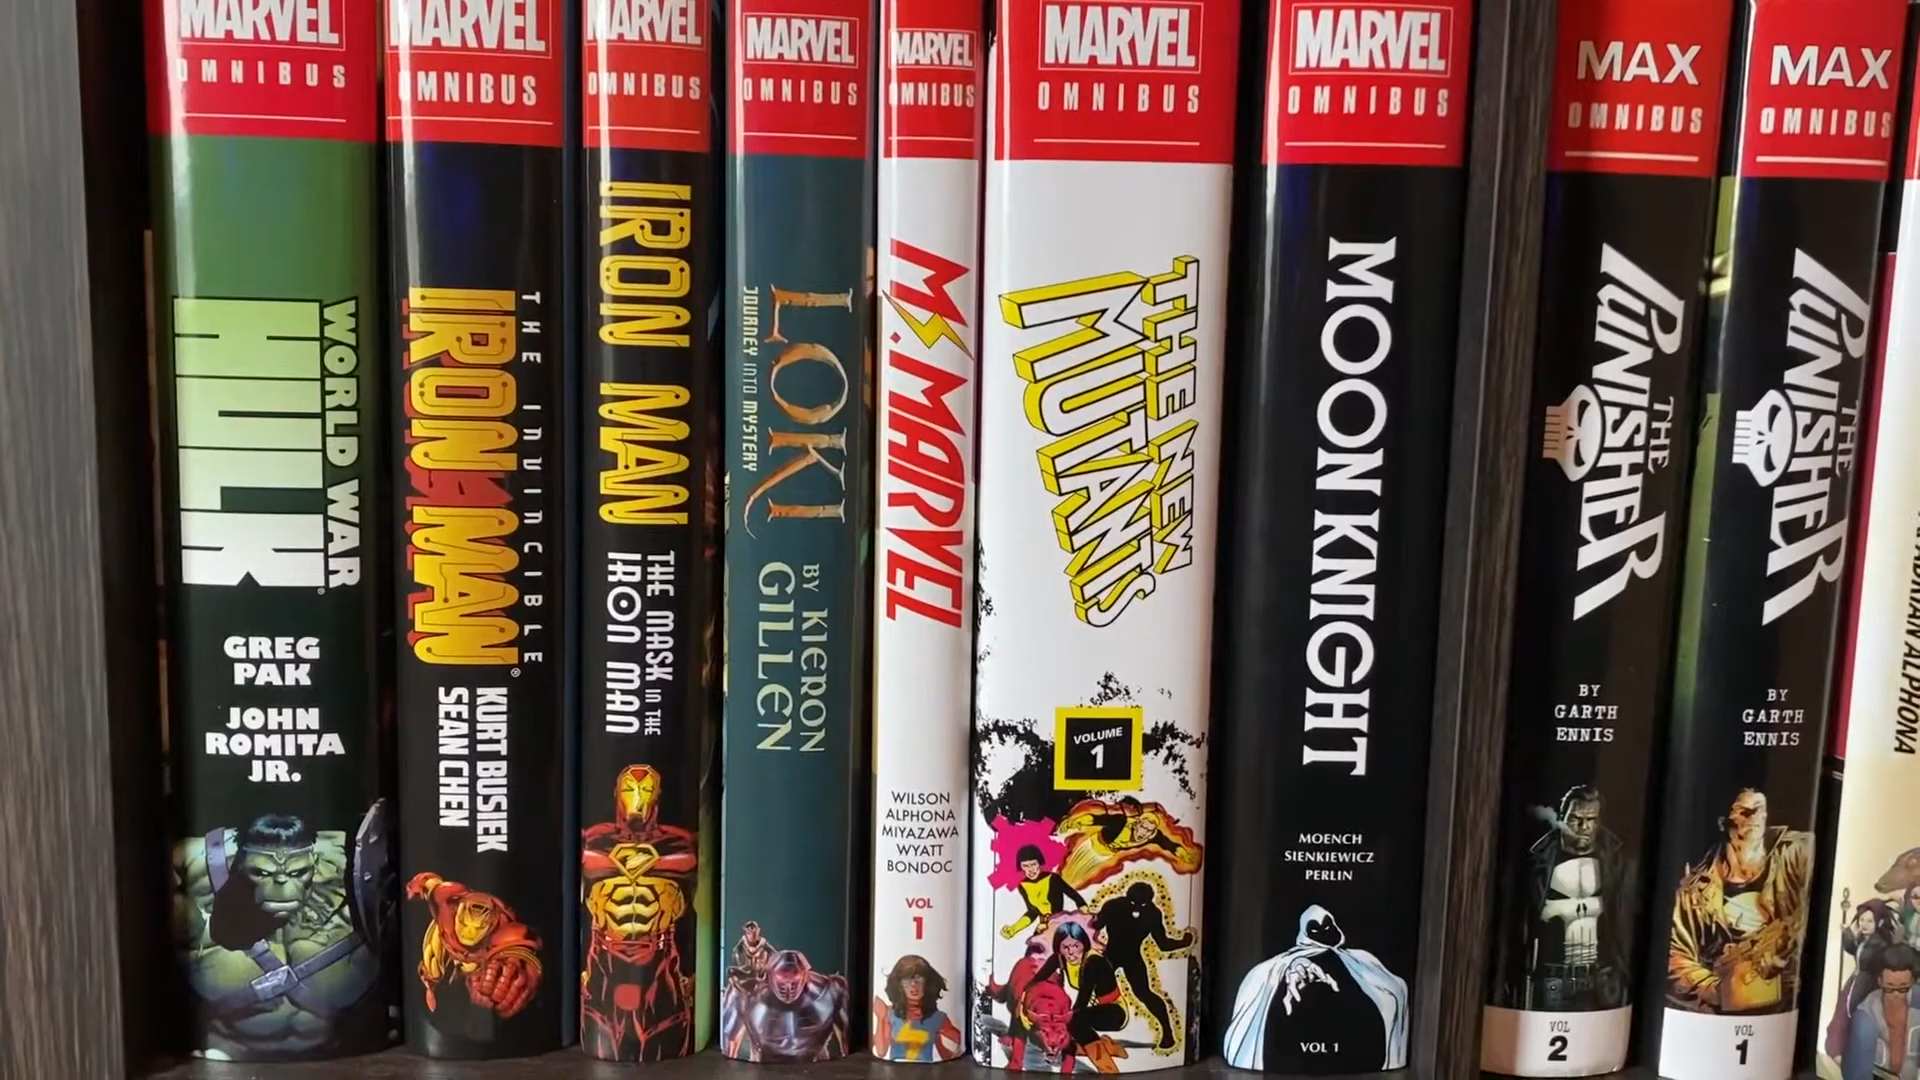 MARVEL
OMNIBUS
WORLD WAR
HULK
GREG
PAK
JOHN
ROMITA
JR.
MARVEL
OMNIBUS
THE INVINCIBLE
IRON MAN
KURT BUSIEK
SEAN CHEN
MARVEL
OMNIBUS
IRON MAN
THE MASK IN THE
IRON MAN
MARVEL
OMNIBUS
LOKI
JOURNEY INTO MYSTERY
BY KIERON
GILLEN
MARVEL
OMNIBUS
MS. MARVEL
WILSON
ALPHONA
MIYAZAWA
WYATT
BONDOC
VOL
1
MARVEL
OMNIBUS
THE NEW
MUTANTS
VOLUME
1
MARVEL
OMNIBUS
MOON KNIGHT
MOENCH
SIENKIEWICZ
PERLIN
VOL 1
MAX
OMNIBUS
THE
PUNISHER
BY
GARTH
ENNIS
VOL
2
MAX
OMNIBUS
THE
PUNISHER
BY
GARTH
ENNIS
VOL
1
ADRIAN ALPHONA